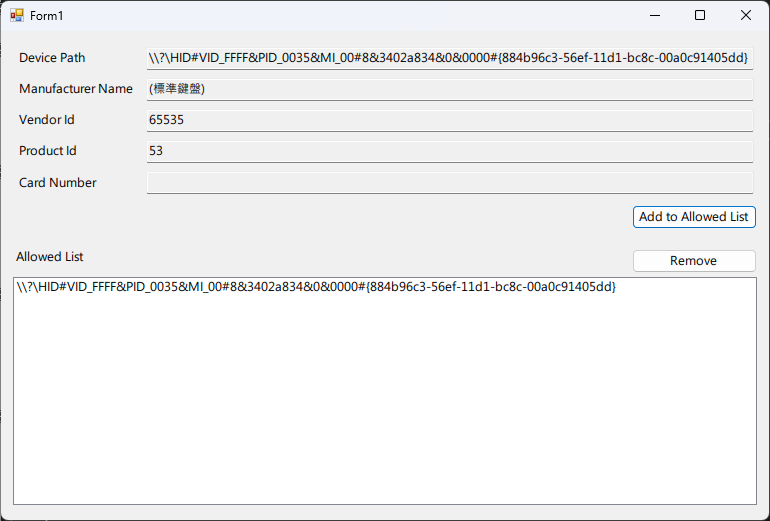 Form1
Device Path
\\?\HID#VID_FFFF&PID_0035&MI_00#8&3402a834&0&0000#{884b96c3-56ef-11d1-bc8c-00a0c91405dd}
Manufacturer Name
(標準鍵盤)
Vendor Id
65535
Product Id
53
Card Number
Add to Allowed List
Allowed List
Remove
\\?\HID#VID_FFFF&PID_0035&MI_00#8&3402a834&0&0000#{884b96c3-56ef-11d1-bc8c-00a0c91405dd}